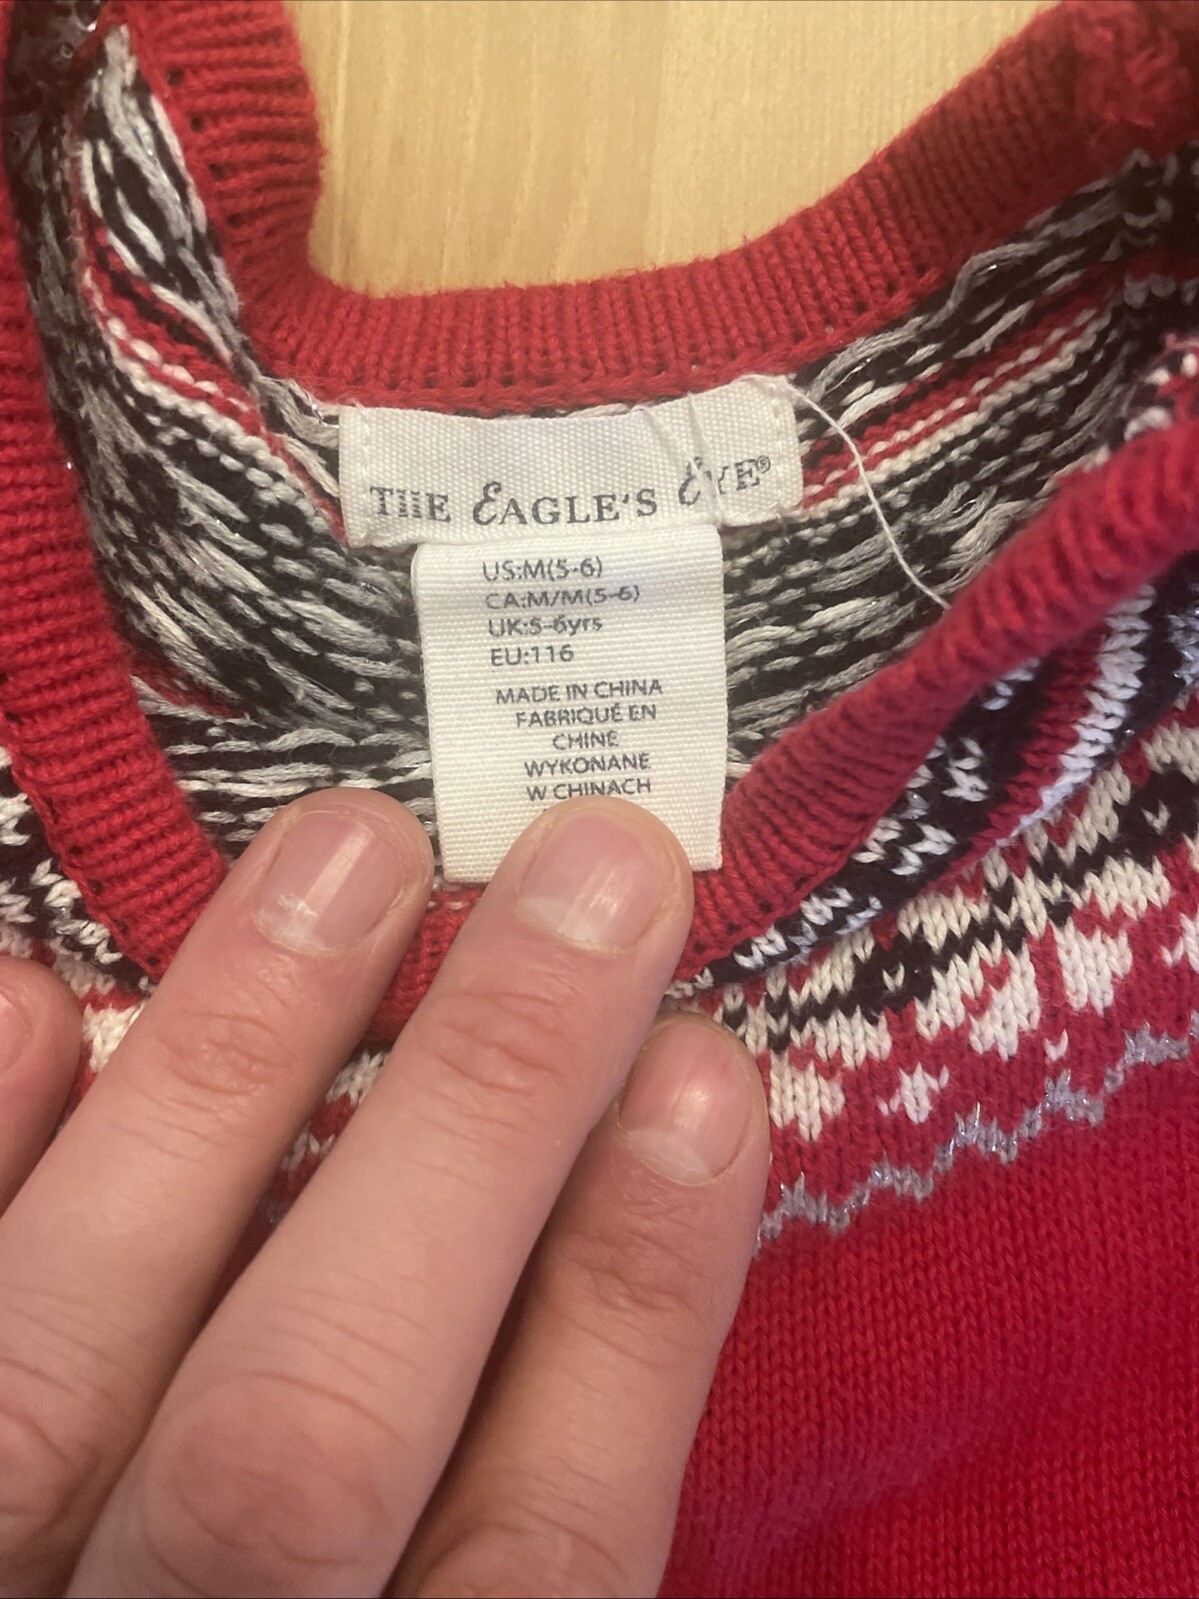 THE EAGLE'S EYE®
US:M(5-6)
CA:M/M(5-6)
UK:5-6yrs
EU:116
MADE IN CHINA
FABRIQUÉ EN
CHINE
WYKONANE
W CHINACH